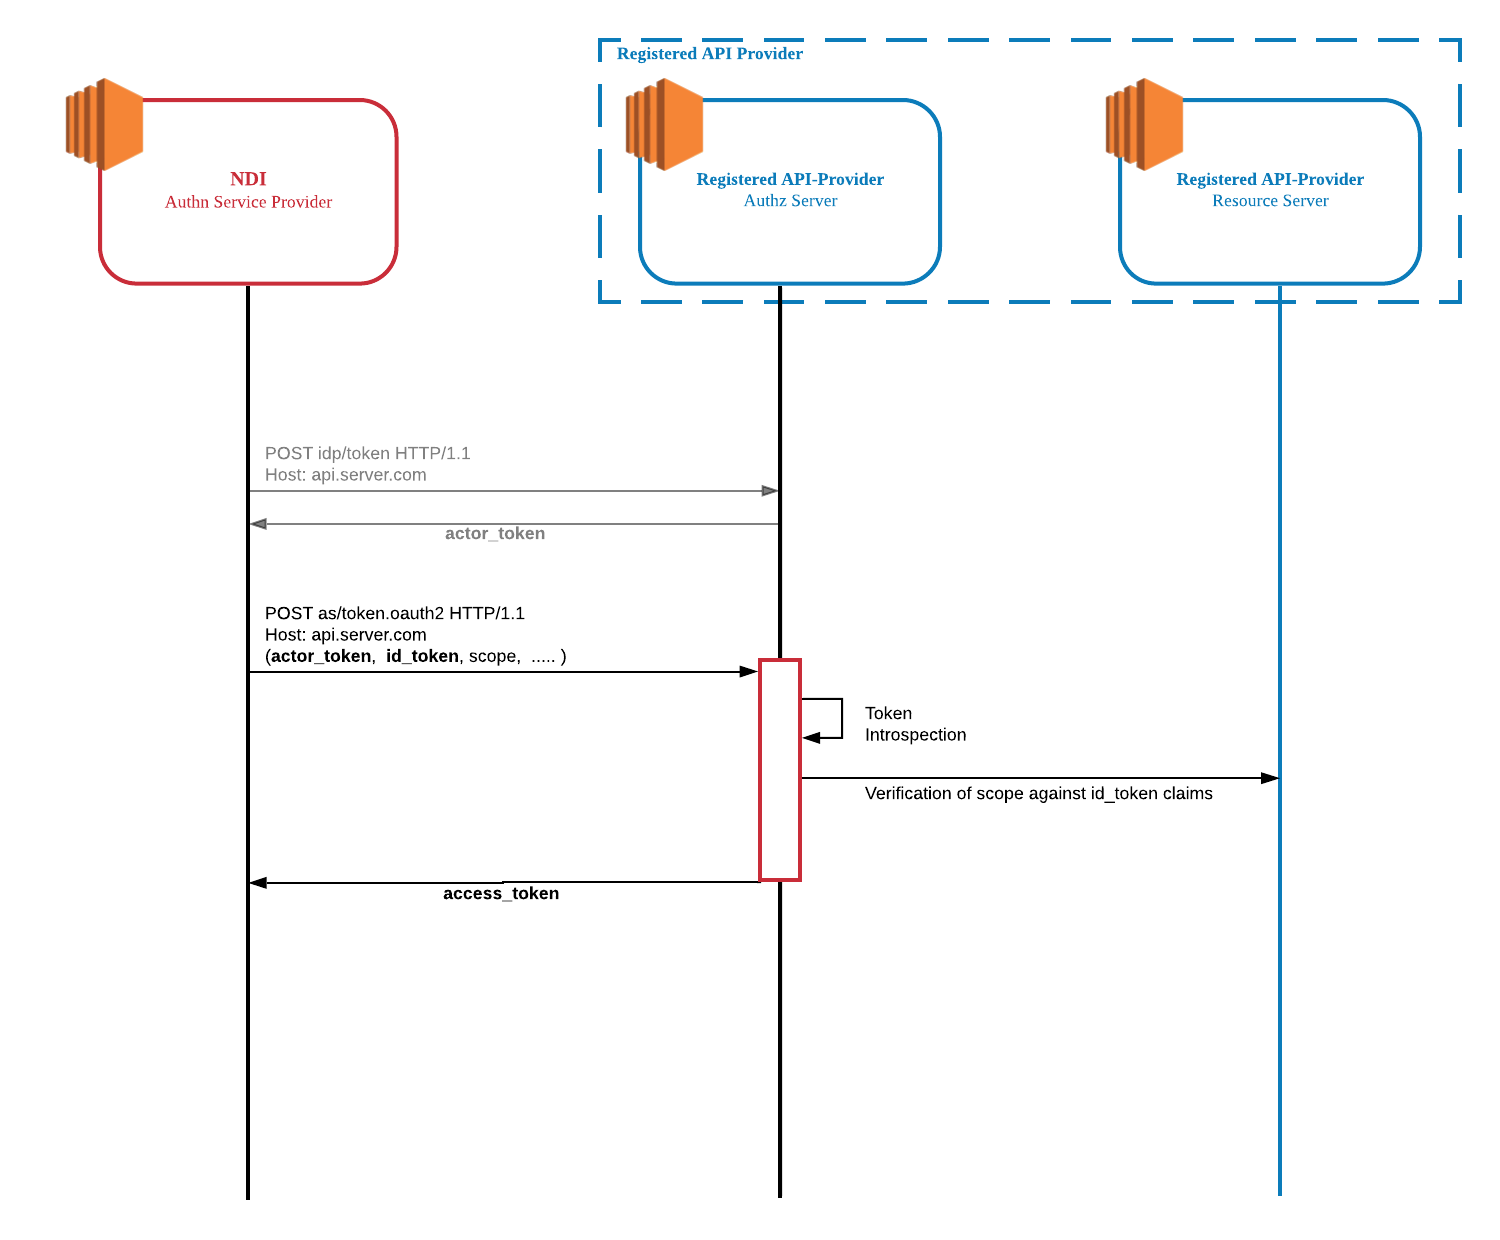 Registered API Provider
NDI
Authn Service Provider
Registered API-Provider
Authz Server
Registered API-Provider
Resource Server
POST idp/token HTTP/1.1
Host: api.server.com
actor_token
POST as/token.oauth2 HTTP/1.1
Host: api.server.com
(actor_token,  id_token, scope,  ..... )
Token
Introspection
Verification of scope against id_token claims
access_token